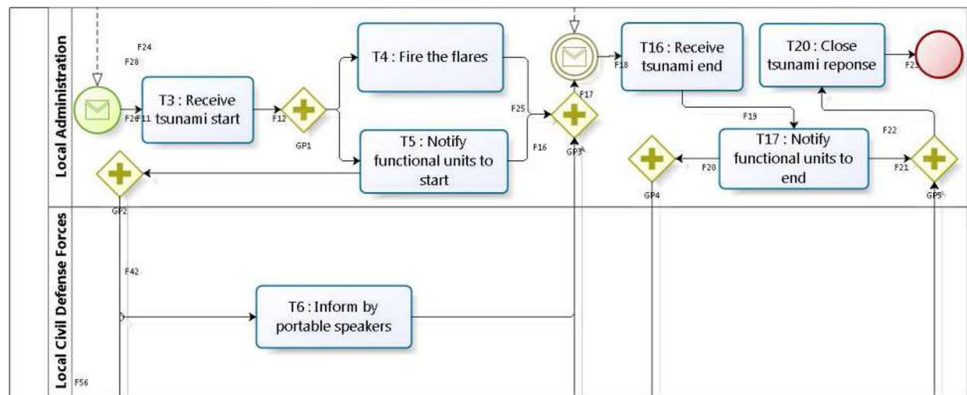 Local Administration
F24
F28
F26
F11
T3 : Receive
tsunami start
F12
GP1
T4 : Fire the flares
T5 : Notify
functional units to
start
F25
F16
F17
GP3
F18
T16 : Receive
tsunami end
F19
T20 : Close
tsunami reponse
F23
F22
GP4
F20
T17 : Notify
functional units to
end
F21
GP5
GP2
Local Civil Defense Forces
F42
T6 : Inform by
portable speakers
F56